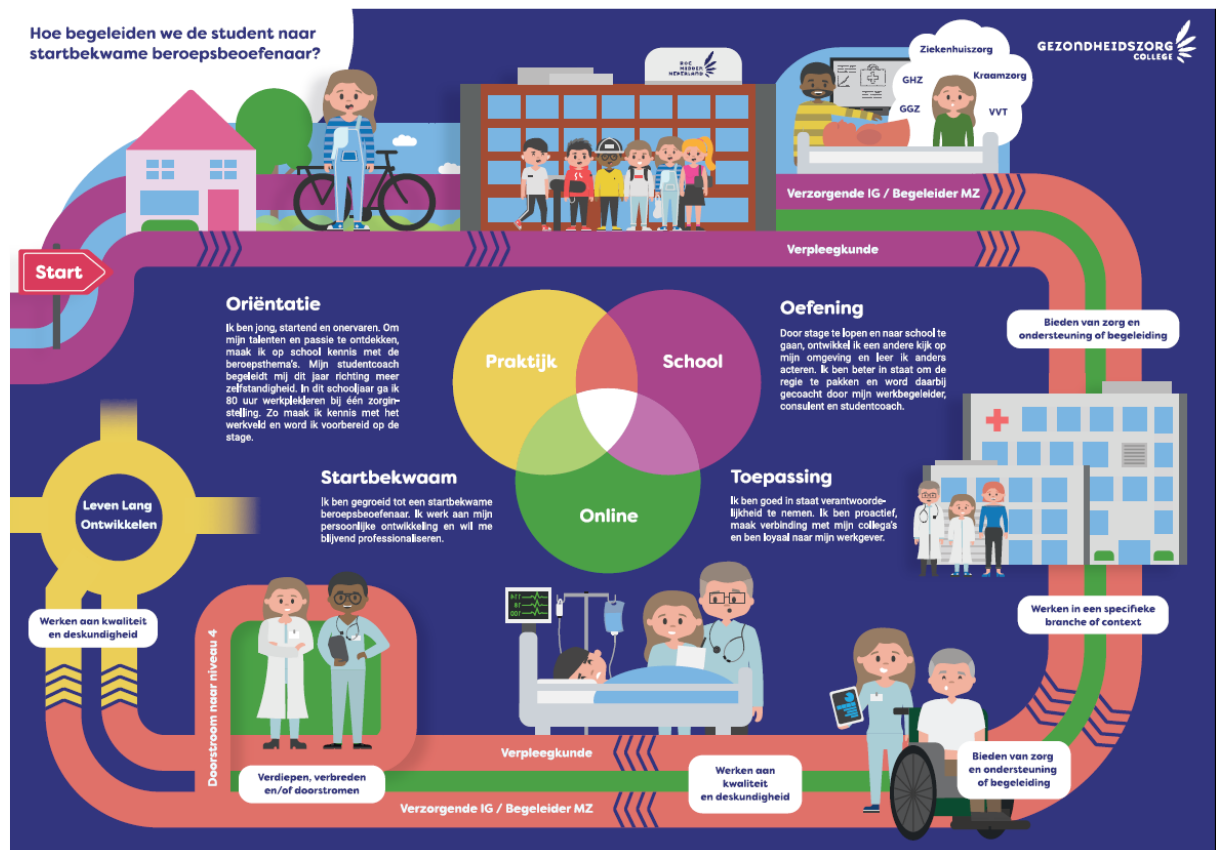 Hoe begeleiden we de student naar
startbekwame beroepsbeoefenaar?
ROC
MIDDEN
NEDERLAND
Ziekenhuiszorg
GHZ
Kraamzorg
GGZ
VVT
GEZONDHEIDSZORG
COLLEGE
Verzorgende IG / Begeleider MZ
Verpleegkunde
Start
Oriëntatie
Ik ben jong, startend en onervaren. Om
mijn talenten en passie te ontdekken,
maak ik op school kennis met de
beroepsthema's. Mijn studentcoach
begeleidt mij dit jaar richting meer
zelfstandigheid. In dit schooljaar ga ik
80 uur werkplekleren bij één zorgin-
stelling. Zo maak ik kennis met het
werkveld en word ik voorbereid op de
stage.
Praktijk
School
Online
Oefening
Door stage te lopen en naar school te
gaan, ontwikkel ik een andere kijk op
mijn omgeving en leer ik anders
acteren. Ik ben beter in staat om de
regie te pakken en word daarbij
gecoacht door mijn werkbegeleider,
consulent en studentcoach.
Bieden van zorg en
ondersteuning of begeleiding
Startbekwaam
Ik ben gegroeid tot een startbekwame
beroepsbeoefenaar. Ik werk aan mijn
persoonlijke ontwikkeling en wil me
blijvend professionaliseren.
Toepassing
Ik ben goed in staat verantwoorde-
lijkheid te nemen. Ik ben proactief,
maak verbinding met mijn collega's
en ben loyaal naar mijn werkgever.
Leven Lang
Ontwikkelen
Werken aan kwaliteit
en deskundigheid
Werken in een specifieke
branche of context
Doorstroom naar niveau 4
Verdiepen, verbreden
en/of doorstromen
Verpleegkunde
Verzorgende IG / Begeleider MZ
Werken aan
kwaliteit
en deskundigheid
Bieden van zorg
en ondersteuning
of begeleiding